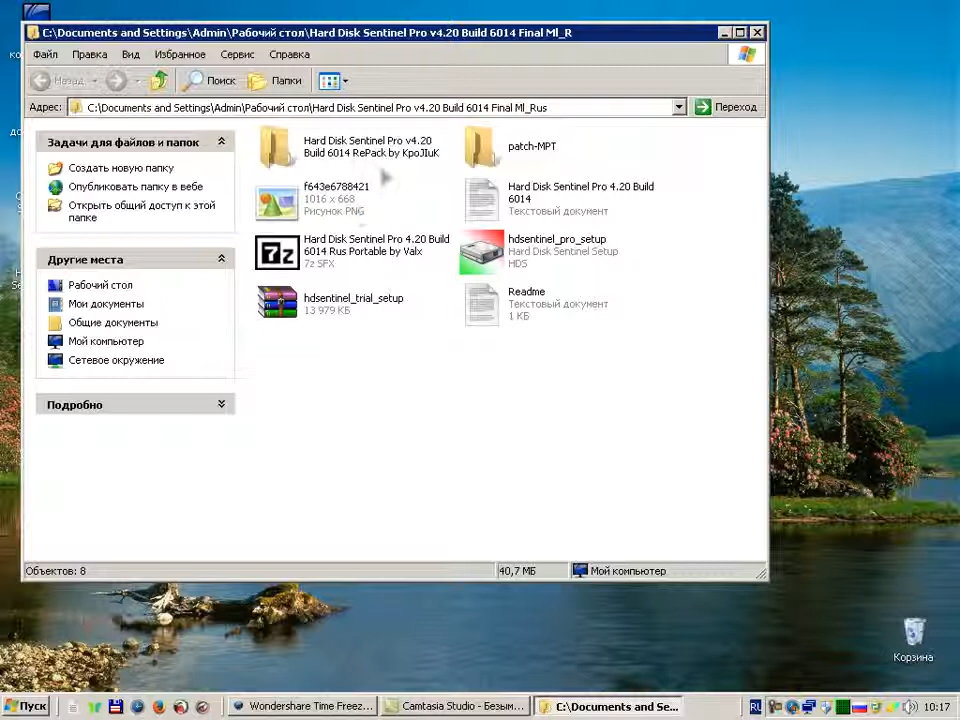 C:\Documents and Settings\Admin\Рабочий стол\Hard Disk Sentinel Pro v4.20 Build 6014 Final Ml_R
Файл Правка Вид Избранное Сервис Справка
Назад Поиск Папки
Адрес: C:\Documents and Settings\Admin\Рабочий стол\Hard Disk Sentinel Pro v4.20 Build 6014 Final Ml_Rus Переход
Задачи для файлов и папок
Создать новую папку
Опубликовать папку в вебе
Открыть общий доступ к этой
папке
Другие места
Рабочий стол
Мои документы
Общие документы
Мой компьютер
Сетевое окружение
Подробно
Hard Disk Sentinel Pro v4.20
Build 6014 RePack by KpoJIuK
patch-MPT
f643e6788421
1016 x 668
Рисунок PNG
Hard Disk Sentinel Pro 4.20 Build
6014
Текстовый документ
Hard Disk Sentinel Pro 4.20 Build
6014 Rus Portable by Valx
7z SFX
hdsentinel_pro_setup
Hard Disk Sentinel Setup
HDS
hdsentinel_trial_setup
13 979 КБ
Readme
Текстовый документ
1 КБ
Объектов: 8 40,7 МБ Мой компьютер
Корзина
Пуск Wondershare Time Freez... Camtasia Studio - Безым... C:\Documents and Se... RL 10:17